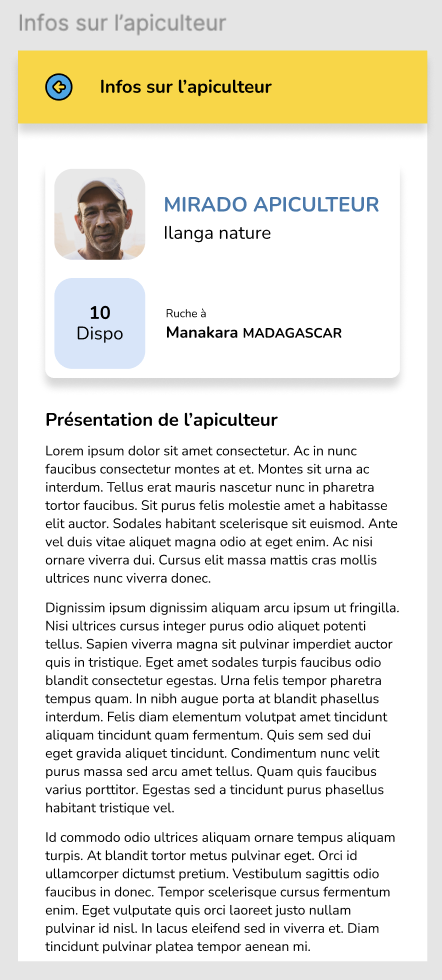 Infos sur l’apiculteur
Infos sur l’apiculteur
MIRADO APICULTEUR
Ilanga nature
10
Dispo
Ruche à
Manakara MADAGASCAR
Présentation de l’apiculteur
Lorem ipsum dolor sit amet consectetur. Ac in nunc
faucibus consectetur montes at et. Montes sit urna ac
interdum. Tellus erat mauris nascetur nunc in pharetra
tortor faucibus. Sit purus felis molestie amet a habitasse
elit auctor. Sodales habitant scelerisque sit euismod. Ante
vel duis vitae aliquet magna odio at eget enim. Ac nisi
ornare viverra dui. Cursus elit massa mattis cras mollis
ultrices nunc viverra donec.
Dignissim ipsum dignissim aliquam arcu ipsum ut fringilla.
Nisi ultrices cursus integer purus odio aliquet potenti
tellus. Sapien viverra magna sit pulvinar imperdiet auctor
quis in tristique. Eget amet sodales turpis faucibus odio
blandit consectetur egestas. Urna felis tempor pharetra
tempus quam. In nibh augue porta at blandit phasellus
interdum. Felis diam elementum volutpat amet tincidunt
aliquam tincidunt quam fermentum. Quis sem sed dui
eget gravida aliquet tincidunt. Condimentum nunc velit
purus massa sed arcu amet tellus. Quam quis faucibus
varius porttitor. Egestas sed a tincidunt purus phasellus
habitant tristique vel.
Id commodo odio ultrices aliquam ornare tempus aliquam
turpis. At blandit tortor metus pulvinar eget. Orci id
ullamcorper dictumst pretium. Vestibulum sagittis odio
faucibus in donec. Tempor scelerisque cursus fermentum
enim. Eget vulputate quis orci laoreet justo nullam
pulvinar id nisl. In lacus eleifend sed in viverra et. Diam
tincidunt pulvinar platea tempor aenean mi.